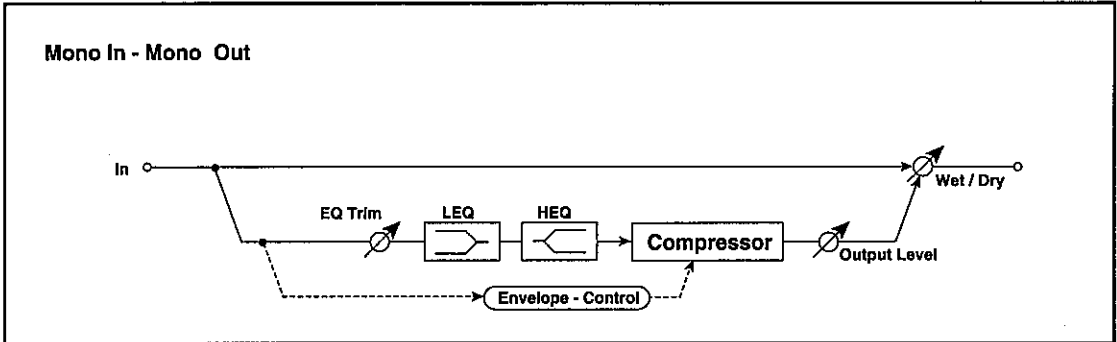 Mono In - Mono Out
In
Wet / Dry
EQ Trim
LEQ
HEQ
Compressor
Output Level
Envelope - Control